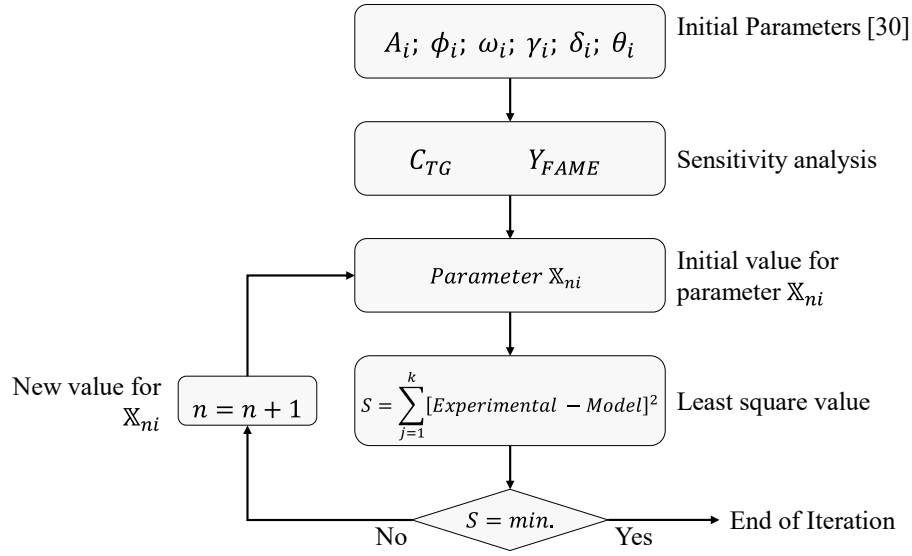 A_i; ϕ_i; ω_i; γ_i; δ_i; θ_i
Initial Parameters [30]
C_TG Y_FAME
Sensitivity analysis
Parameter 𝕏_ni
Initial value for
parameter 𝕏_ni
New value for
𝕏_ni
n = n + 1
S = ∑_{j=1}^{k} [Experimental − Model]²
Least square value
S = min.
No
Yes
End of Iteration